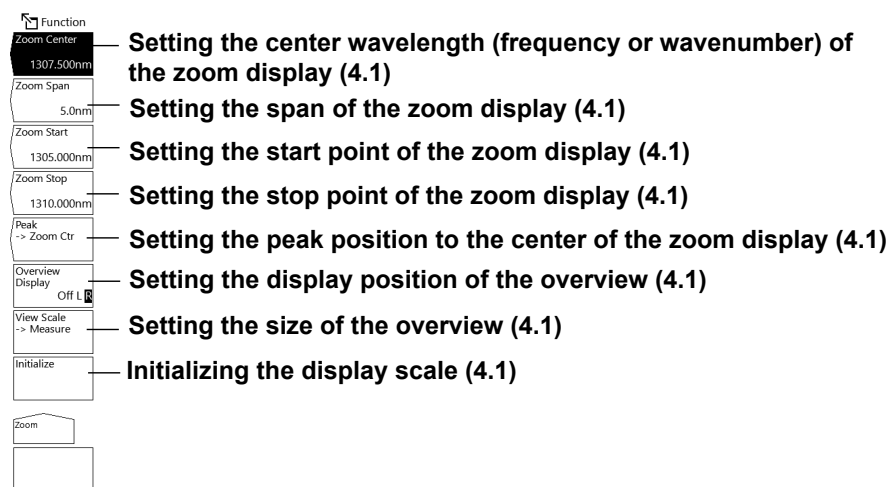 Function
Zoom Center
1307.500nm
Setting the center wavelength (frequency or wavenumber) of
the zoom display (4.1)
Zoom Span
5.0nm
Setting the span of the zoom display (4.1)
Zoom Start
1305.000nm
Setting the start point of the zoom display (4.1)
Zoom Stop
1310.000nm
Setting the stop point of the zoom display (4.1)
Peak
-> Zoom Ctr
Setting the peak position to the center of the zoom display (4.1)
Overview
Display
Off L R
Setting the display position of the overview (4.1)
View Scale
-> Measure
Setting the size of the overview (4.1)
Initialize
Initializing the display scale (4.1)
Zoom